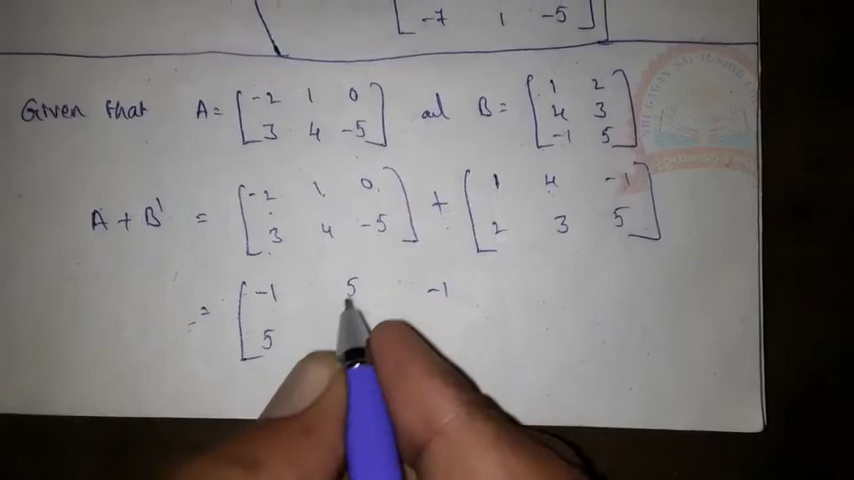 -7 1 -5
Given that A = [ -2 1 0 ad B = [ 1 2
3 4 -5 ] 4 3
-1 5 ]
A + B' = [ -2 1 0 + [ 1 4 -1
3 4 -5 ] 2 3 5 ]
= [ -1 5 -1
5